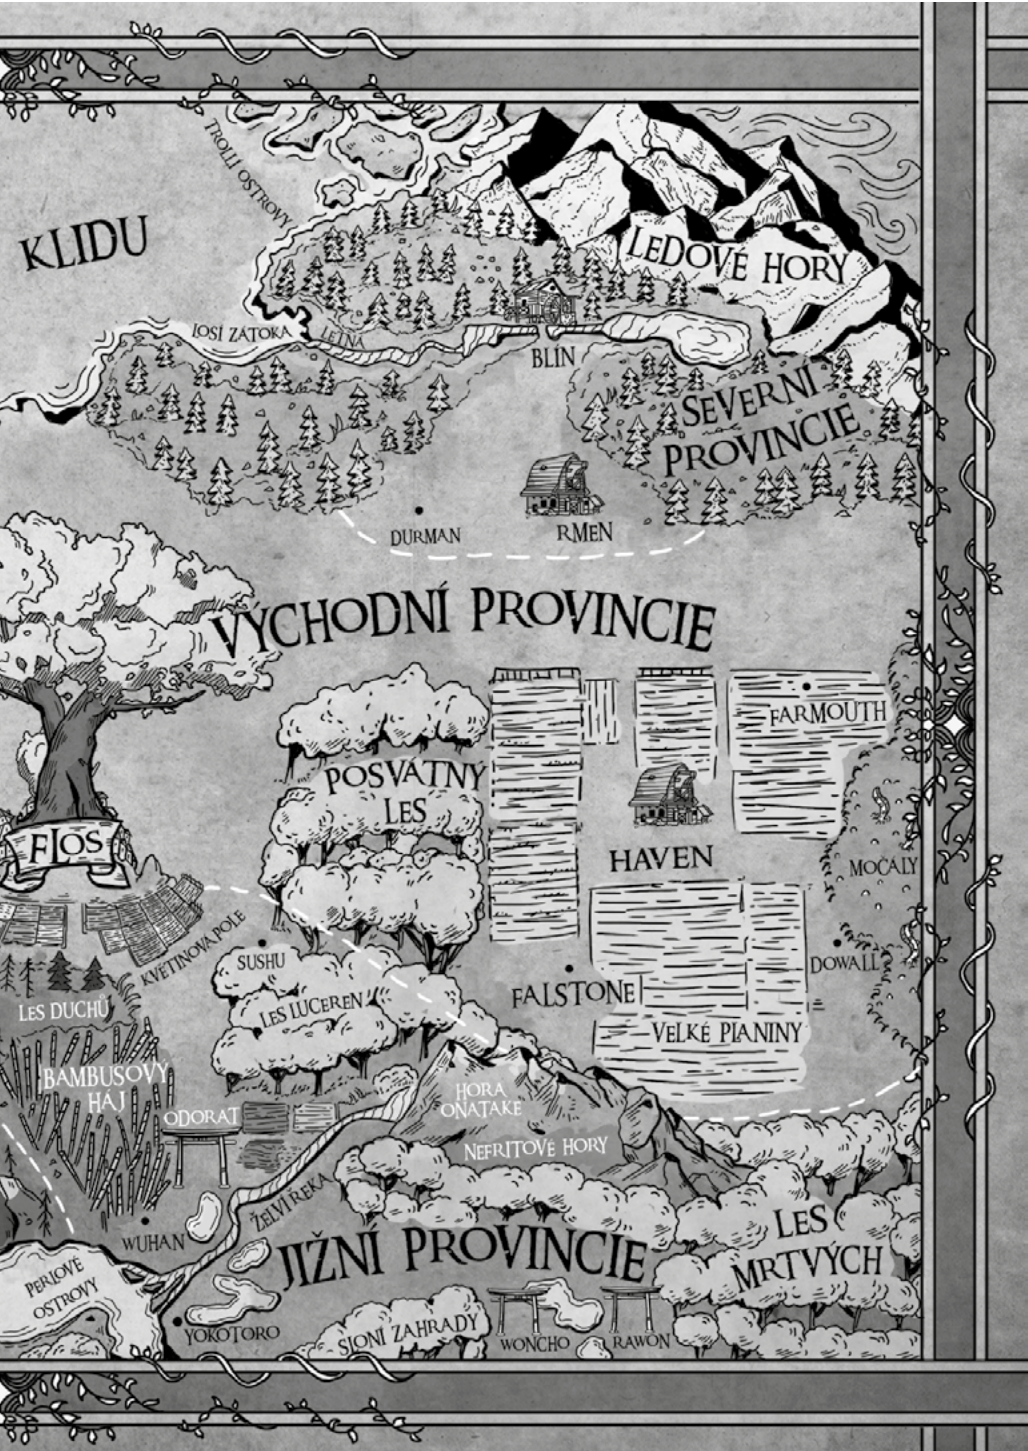 TROLLÍ OSTROVY
KLIDU
LEDOVÉ HORY
LOSÍ ZÁTOKA
LETNÁ
BLÍN
SEVERNÍ
PROVINCIE
DURMAN
RMEN
VÝCHODNÍ PROVINCIE
FARMOUTH
POSVÁTNÝ
LES
FLOS
HAVEN
MOČÁLY
KVĚTINOVÁ POLE
SUSHU
DOWALL
FALSTONE
LES DUCHŮ
LES LUCEREN
VELKÉ PLANINY
BAMBUSOVÝ
HÁJ
HORA
ONATAKE
ODORAT
NEFRITOVÉ HORY
ŽELVÍ ŘEKA
WUHAN
LES
MRTVÝCH
JIŽNÍ PROVINCIE
PERLOVÉ
OSTROVY
YOKOTORO
SLONÍ ZAHRADY
WONCHO
RAWON